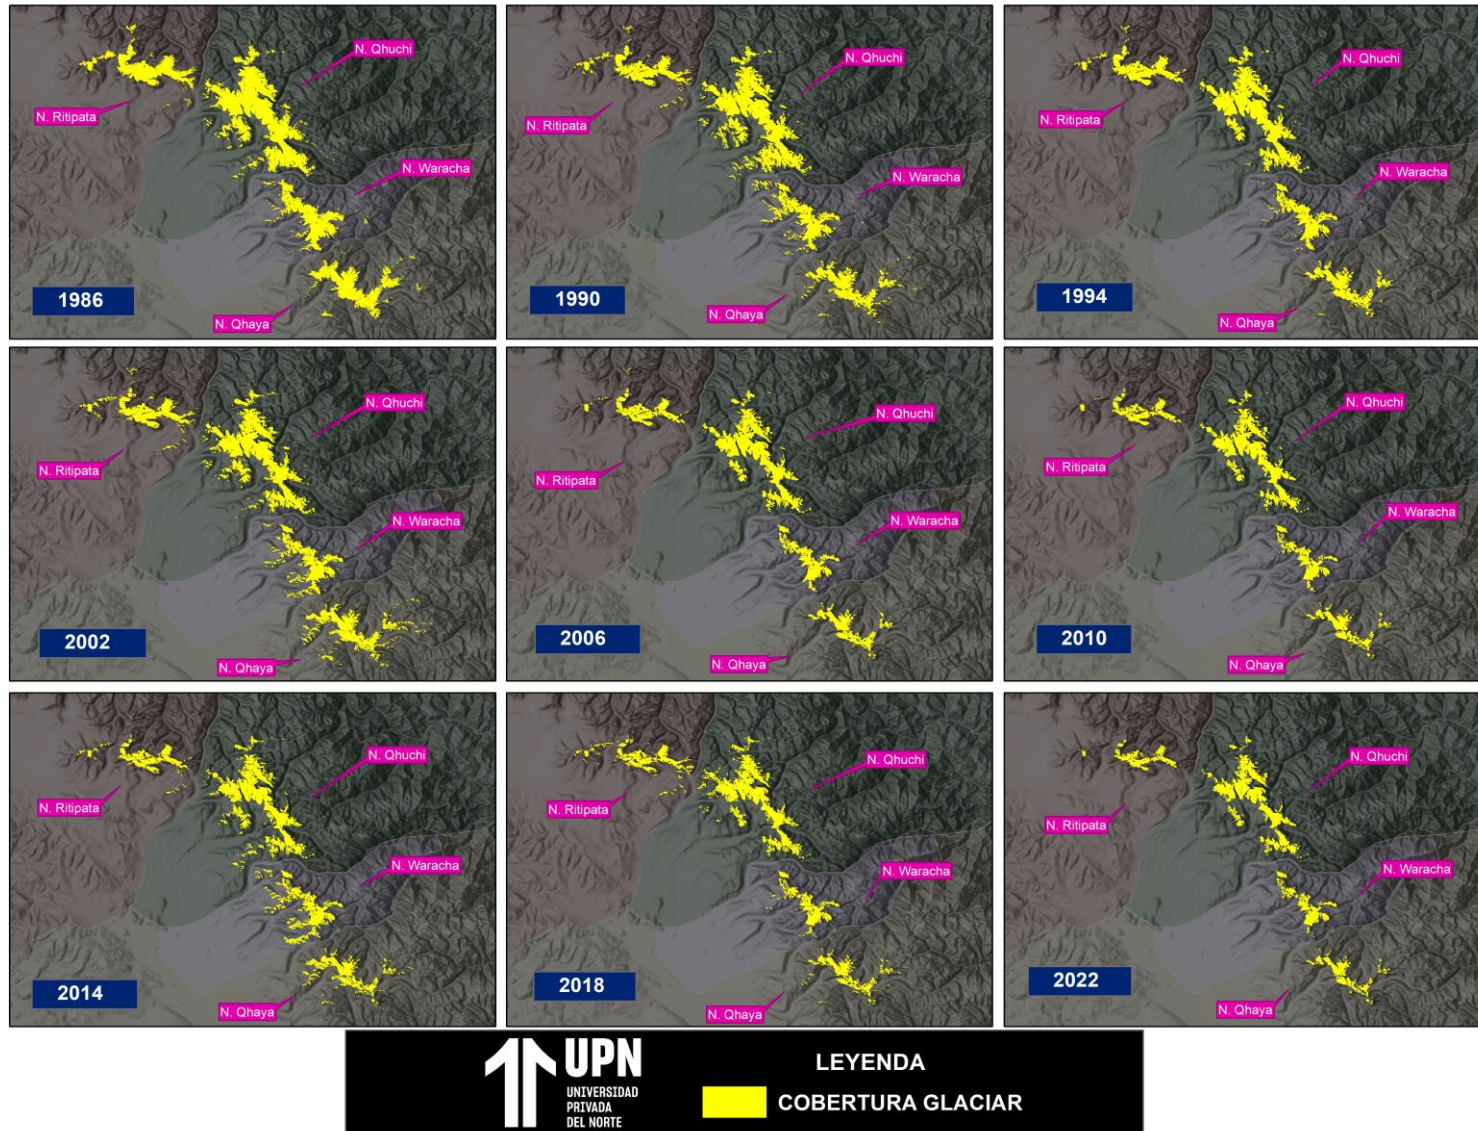 N. Qhuchi
N. Ritipata
N. Waracha
1986
N. Qhaya
N. Qhuchi
N. Ritipata
N. Waracha
1990
N. Qhaya
N. Qhuchi
N. Ritipata
N. Waracha
1994
N. Qhaya
N. Qhuchi
N. Ritipata
N. Waracha
2002
N. Qhaya
N. Qhuchi
N. Ritipata
N. Waracha
2006
N. Qhaya
N. Qhuchi
N. Ritipata
N. Waracha
2010
N. Qhaya
N. Qhuchi
N. Ritipata
N. Waracha
2014
N. Qhaya
N. Qhuchi
N. Ritipata
N. Waracha
2018
N. Qhaya
N. Qhuchi
N. Ritipata
N. Waracha
2022
N. Qhaya
UPN
UNIVERSIDAD
PRIVADA
DEL NORTE
LEYENDA
COBERTURA GLACIAR